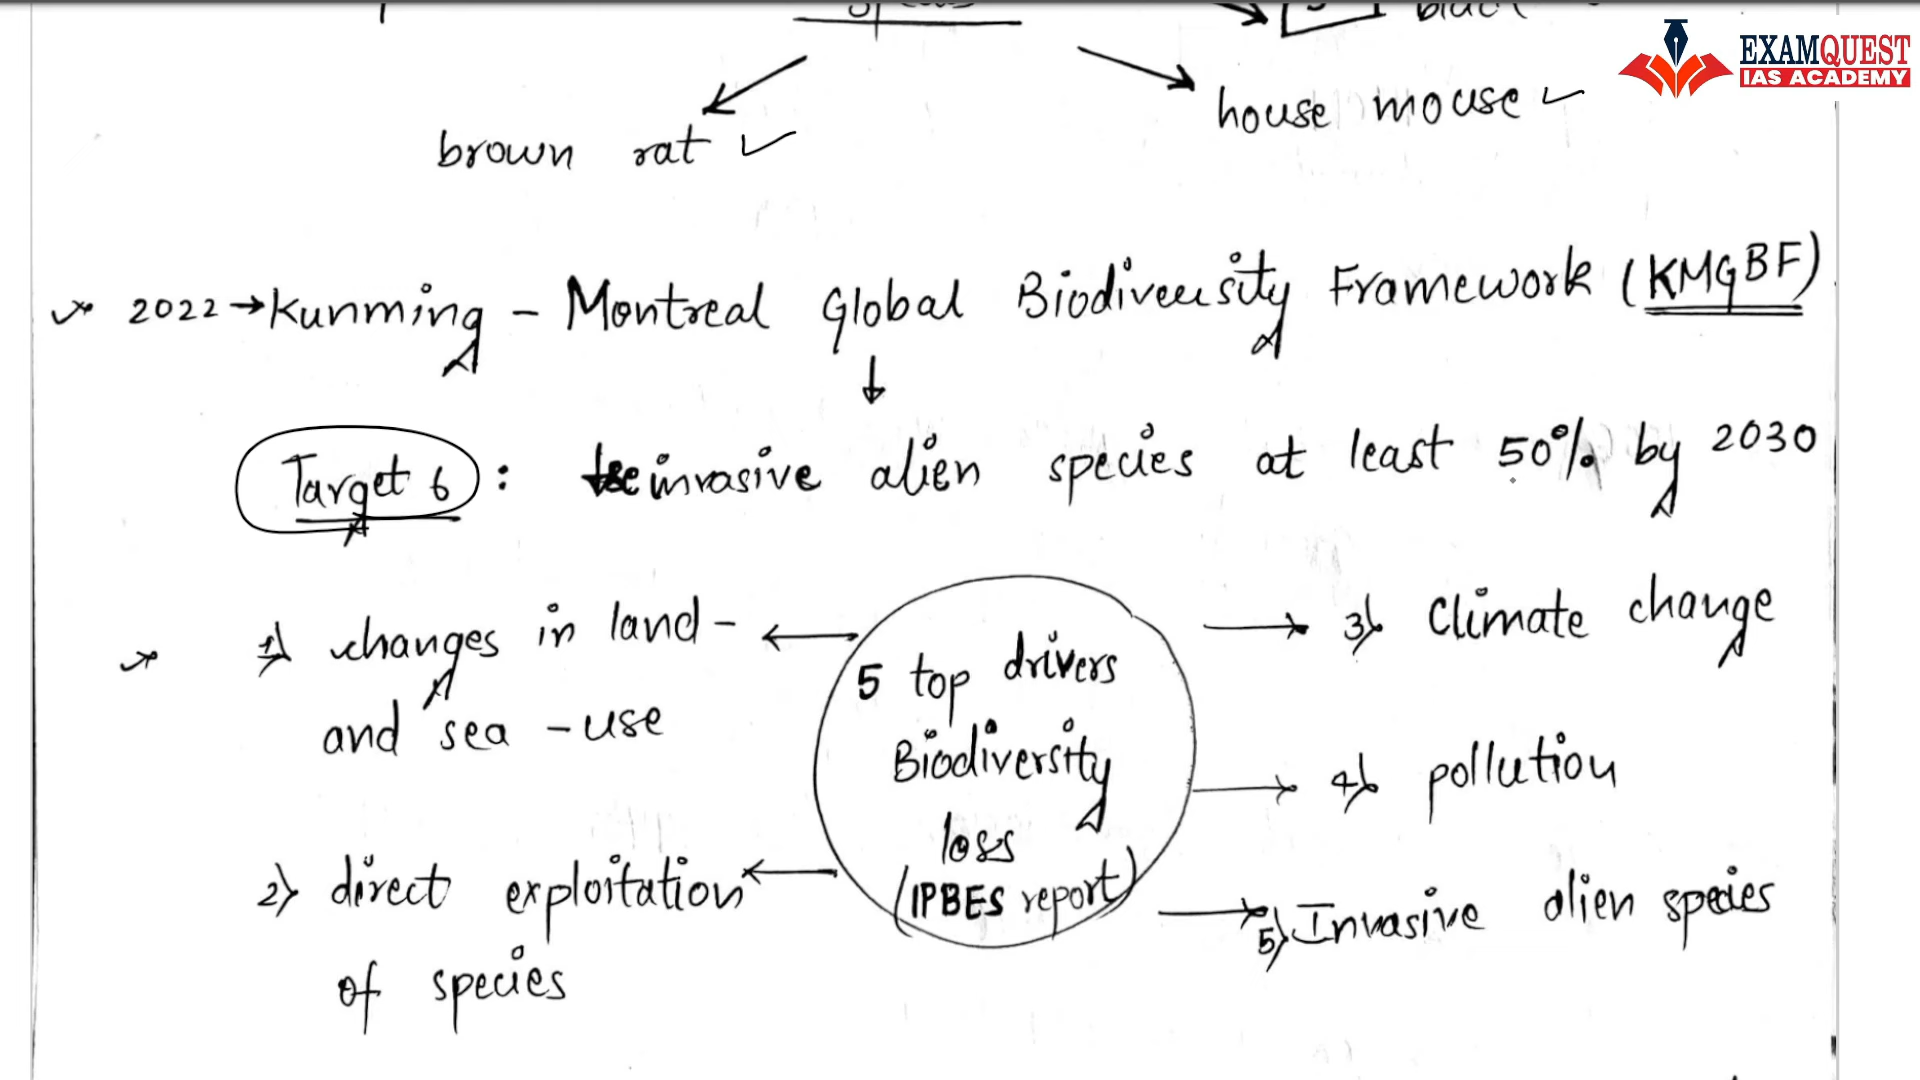 EXAMQUEST
IAS ACADEMY
house mouse
brown rat
2022 → Kunming - Montreal Global Biodiversity Framework (KMGBF)
Target 6 : invasive alien species at least 50% by 2030
1) changes in land -
and sea - use
2) direct exploitation
of species
5 top drivers
Biodiversity
loss
(IPBES report)
3) Climate change
4) pollution
5) Invasive alien species